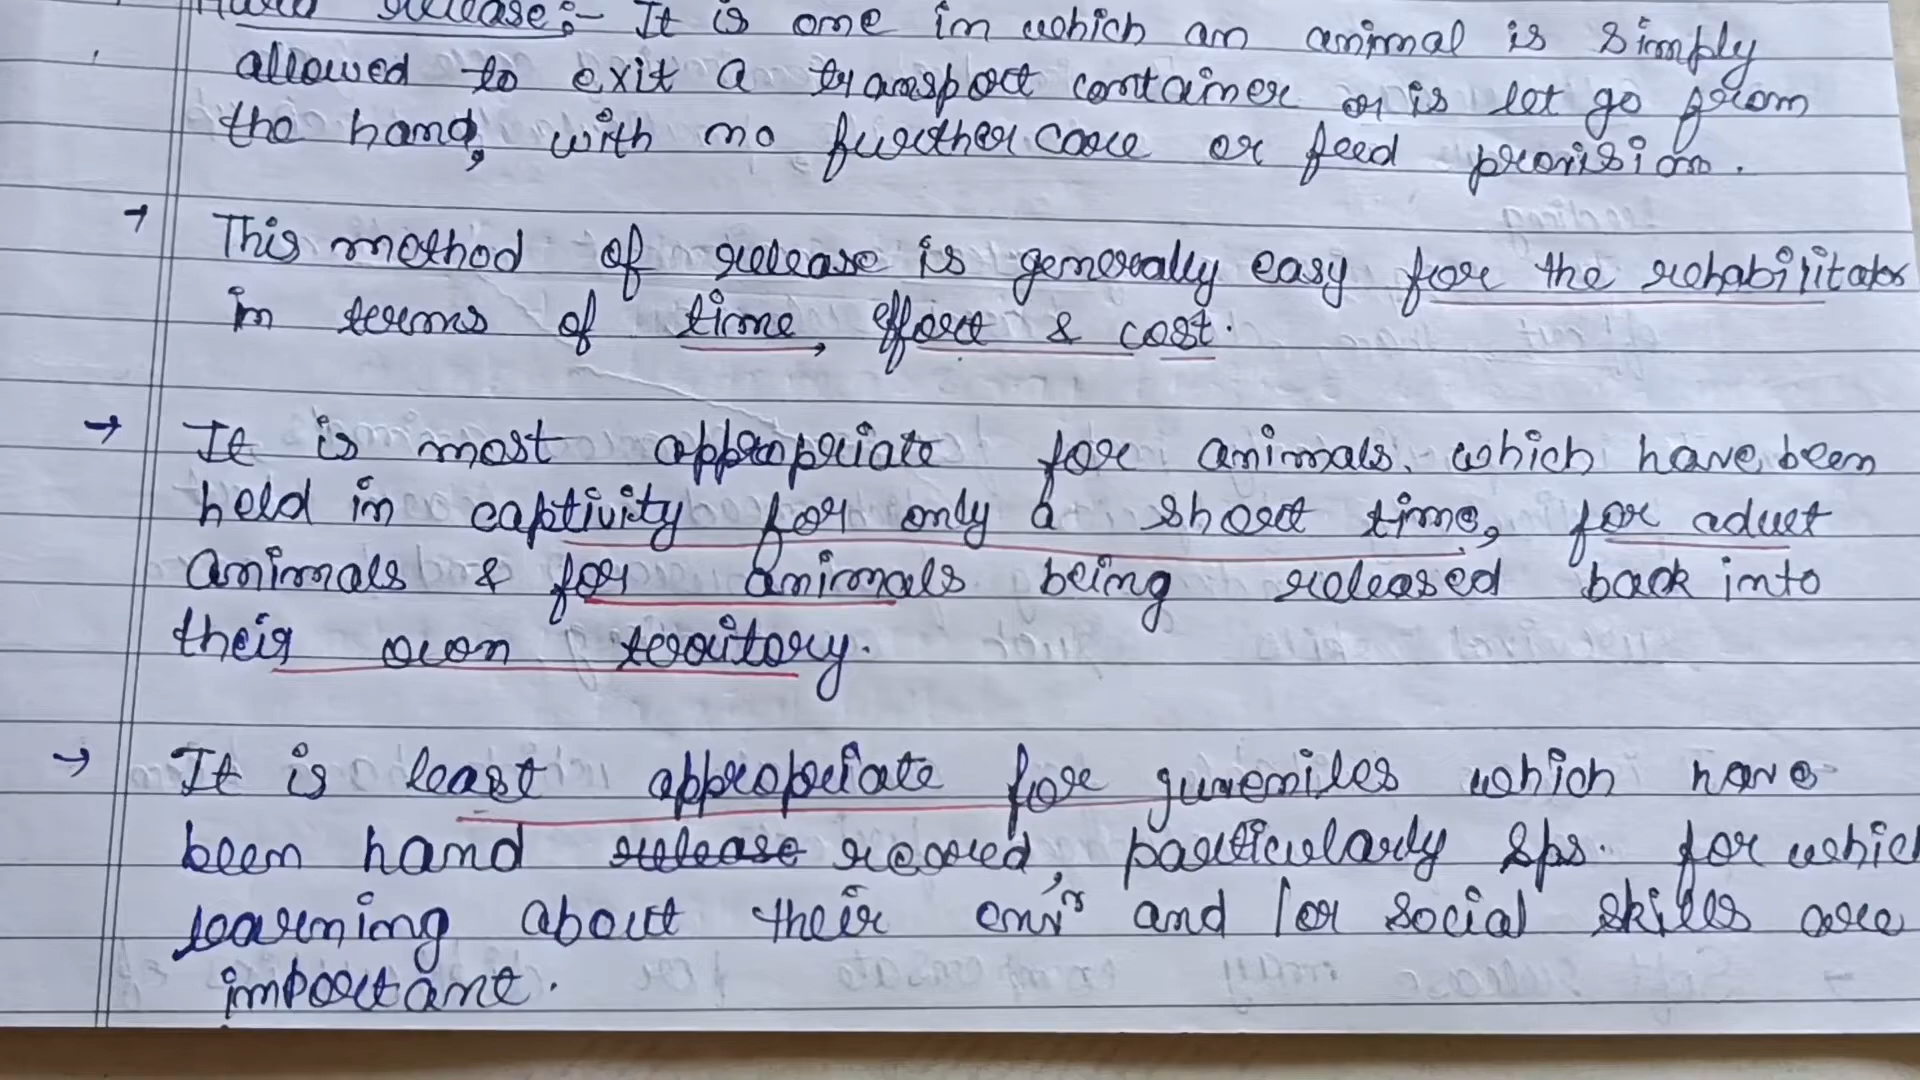 Hard release:- It is one in which an animal is simply
allowed to exit a transport container or is let go from
the hand, with no further care or feed provision.
→ This method of release is generally easy for the rehabilitator
in terms of time, effort & cost.
→ It is most appropriate for animals which have been
held in captivity for only a short time, for adult
animals & for animals being released back into
their own territory.
→ It is least appropriate for juveniles which have
been hand release reared, particularly sps. for which
learning about their envir and/or social skills are
important.